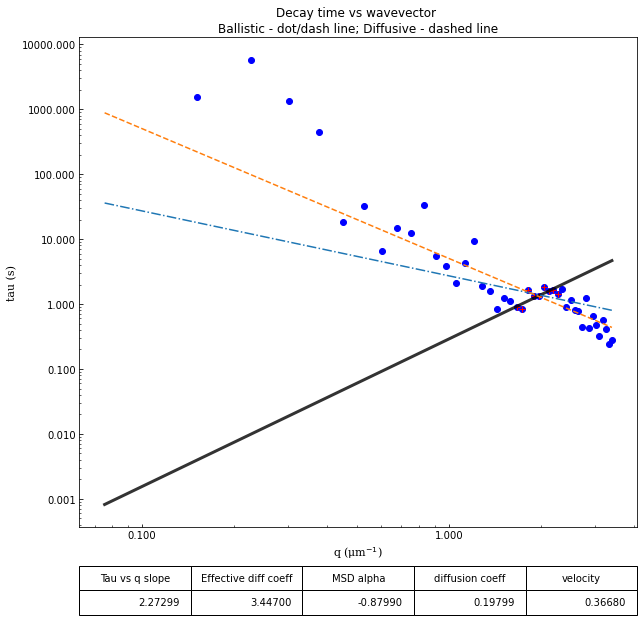 Decay time vs wavevector
Ballistic - dot/dash line; Diffusive - dashed line
10000.000
1000.000
100.000
10.000
1.000
0.100
0.010
0.001
tau (s)
0.100 1.000
q (μm⁻¹)
Tau vs q slope Effective diff coeff MSD alpha diffusion coeff velocity
2.27299 3.44700 -0.87990 0.19799 0.36680